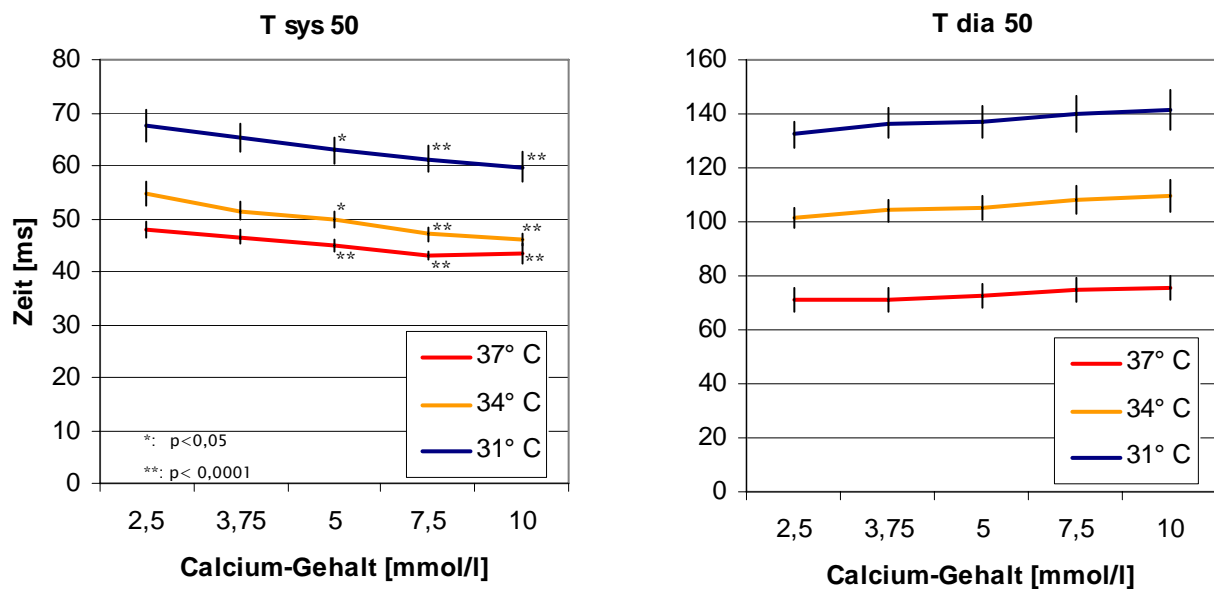 T sys 50
80
70
60
50
40
30
20
10
0
Zeit [ms]
*
**
**
*
**
**
**
**
**
37° C
34° C
31° C
*: p<0,05
**: p< 0,0001
2,5 3,75 5 7,5 10
Calcium-Gehalt [mmol/l]
T dia 50
160
140
120
100
80
60
40
20
0
37° C
34° C
31° C
2,5 3,75 5 7,5 10
Calcium-Gehalt [mmol/l]